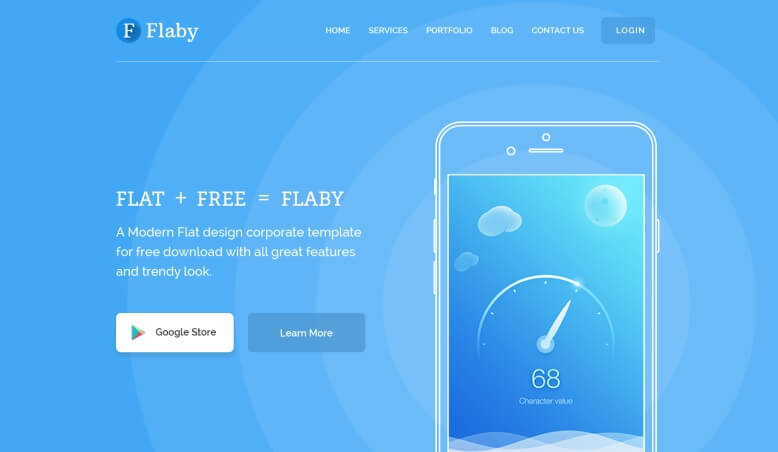 F Flaby
HOME SERVICES PORTFOLIO BLOG CONTACT US LOGIN
FLAT + FREE = FLABY
A Modern Flat design corporate template
for free download with all great features
and trendy look.
Google Store Learn More
68
Character value